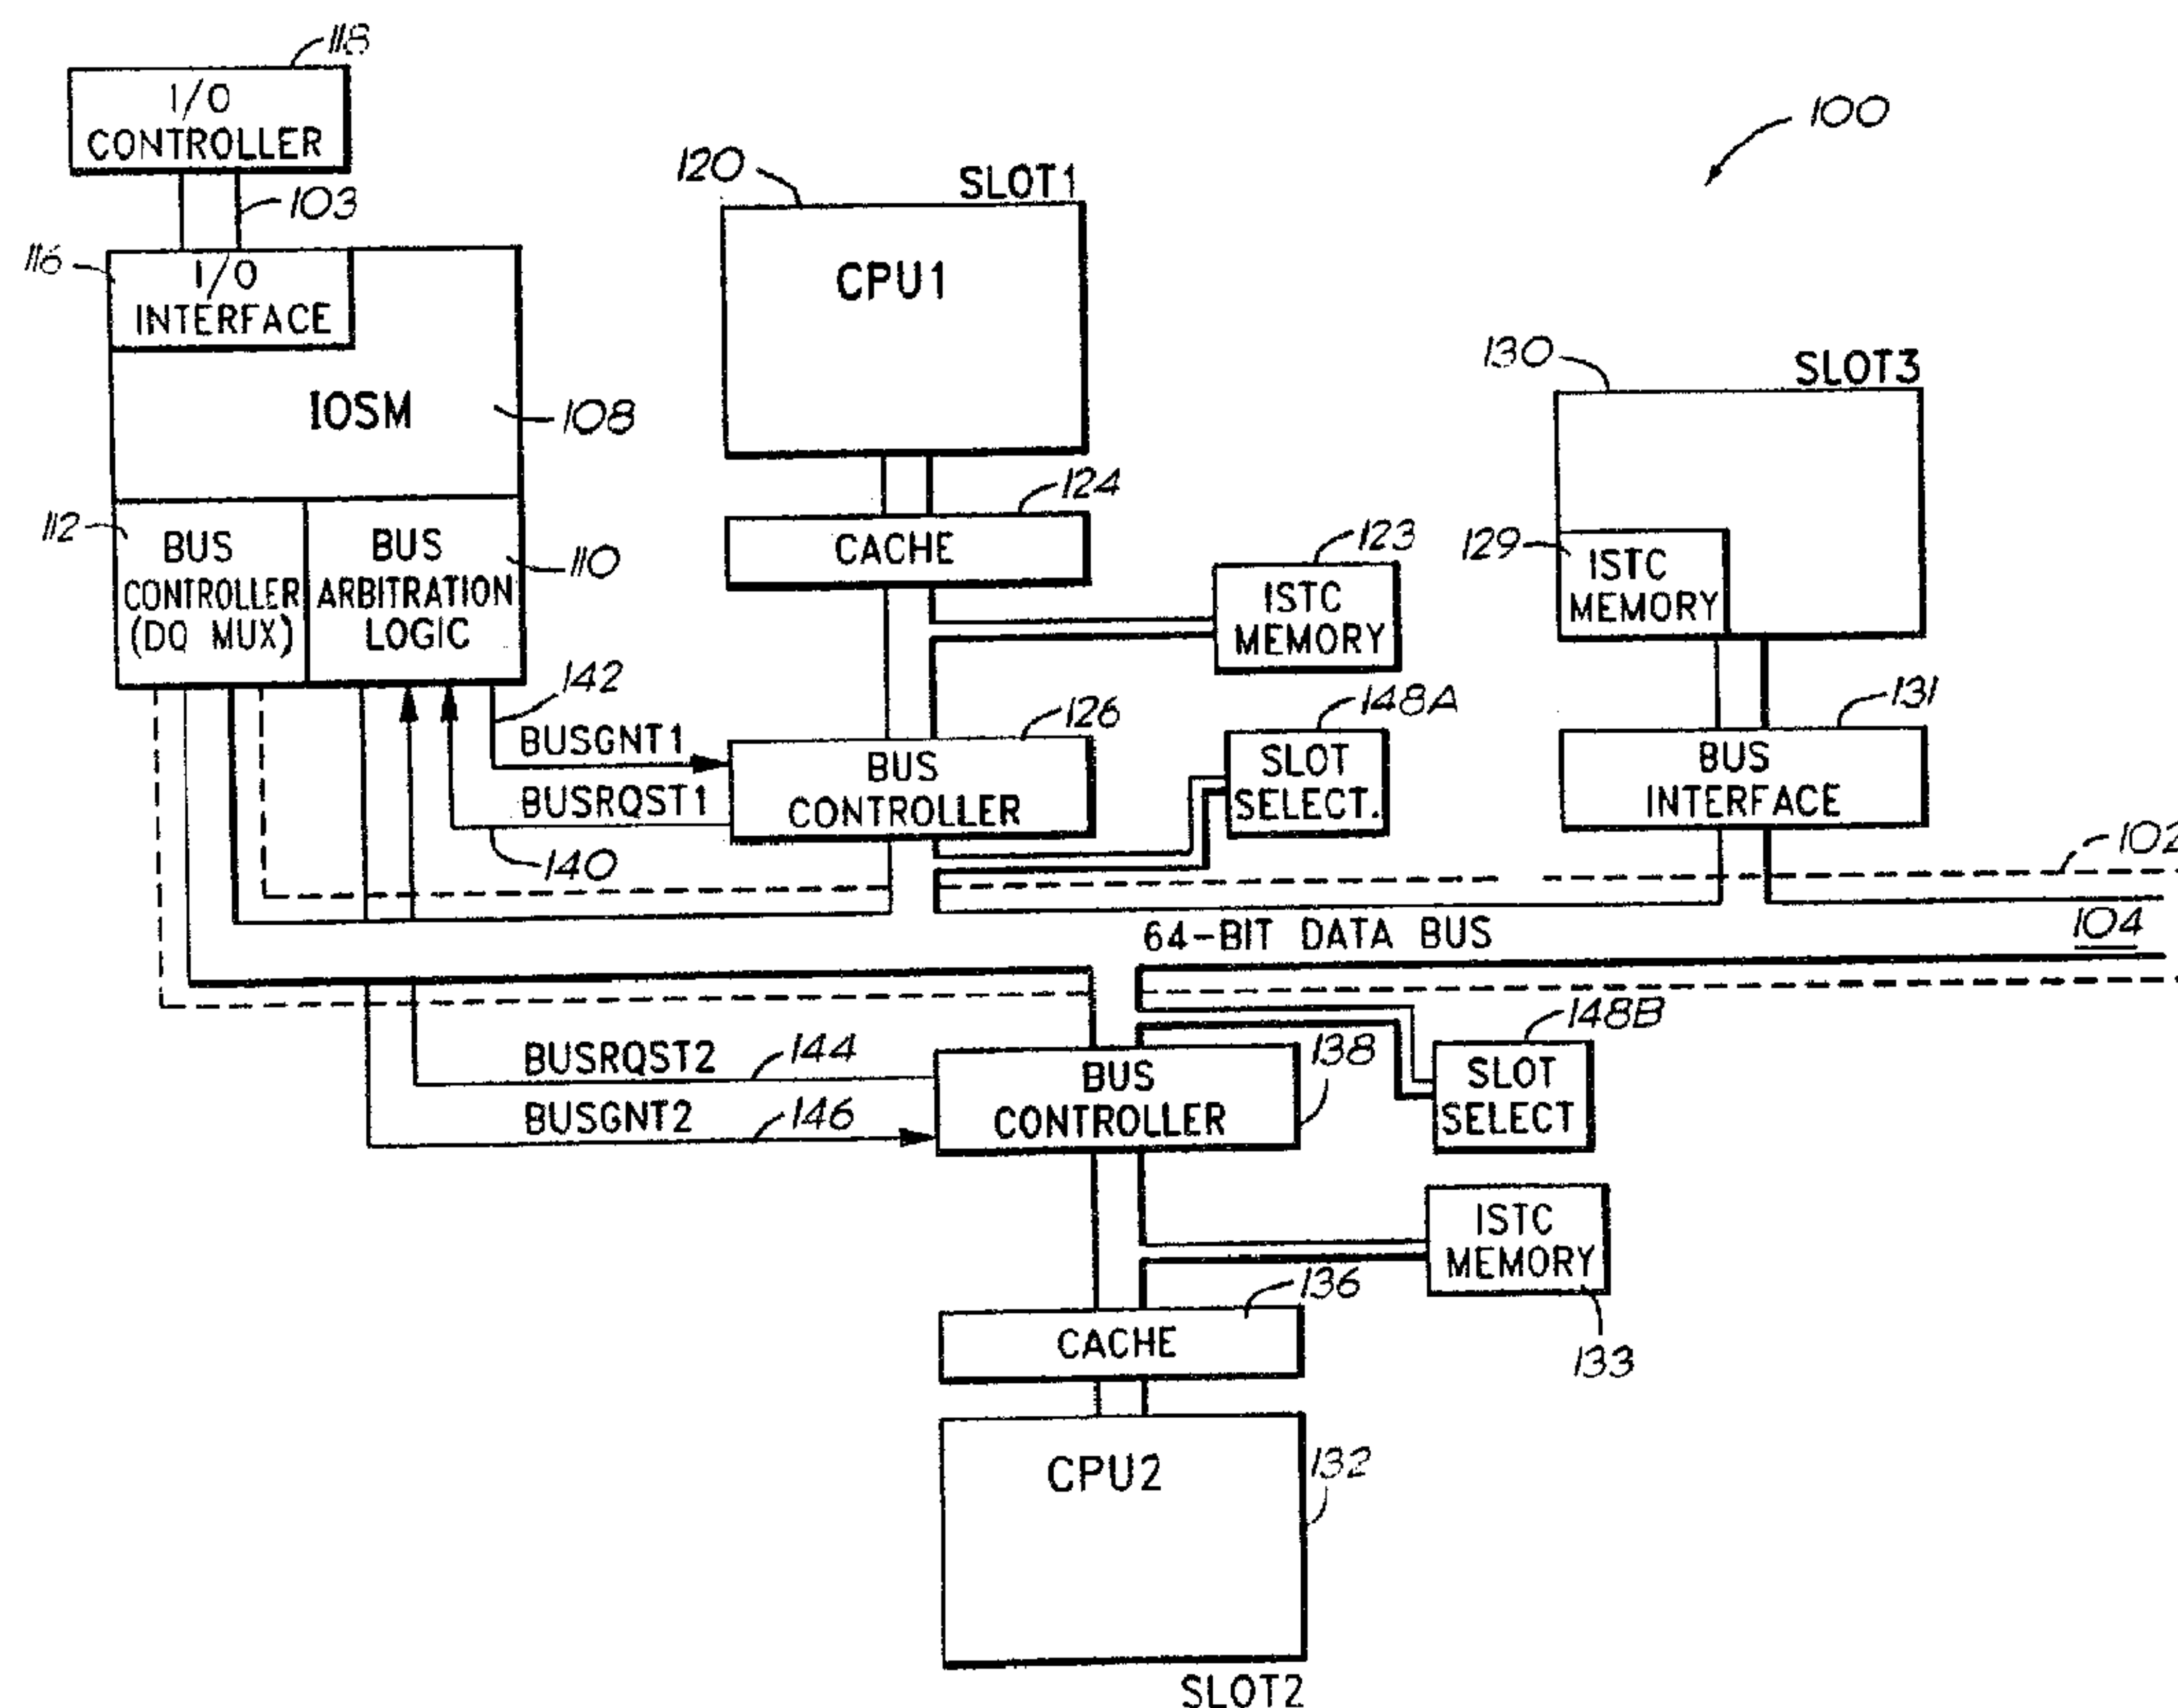 118
I/O
CONTROLLER
103
100
120
SLOT1
116
I/O
INTERFACE
CPU1
130
SLOT3
IOSM
108
124
112
BUS
CONTROLLER
(DQ MUX)
BUS
ARBITRATION
LOGIC
110
CACHE
123
ISTC
MEMORY
129
ISTC
MEMORY
142
BUSGNT1
126
148A
131
BUS
CONTROLLER
SLOT
SELECT.
BUS
INTERFACE
BUSRQST1
140
102
64-BIT DATA BUS
104
148B
BUSRQST2
144
BUS
CONTROLLER
138
SLOT
SELECT
BUSGNT2
146
ISTC
MEMORY
136
CACHE
133
CPU2
132
SLOT2